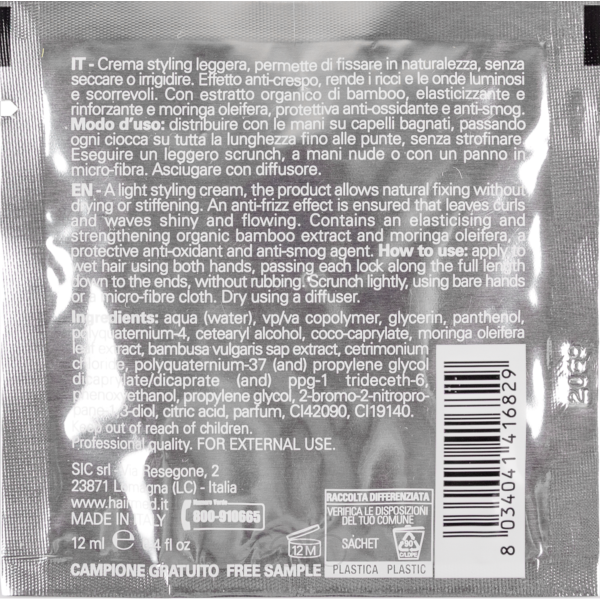 IT - Crema styling leggera, permette di fissare in naturalezza, senza
seccare o irrigidire. Effetto anti-crespo, rende i ricci e le onde luminosi
e scorrevoli. Con estratto organico di bamboo, elasticizzante e
rinforzante e moringa oleifera, protettiva anti-ossidante e anti-smog.
Modo d'uso: distribuire con le mani su capelli bagnati, passando
ogni ciocca su tutta la lunghezza fino alle punte, senza strofinare.
Eseguire un leggero scrunch, a mani nude o con un panno in
micro-fibra. Asciugare con diffusore.
EN - A light styling cream, the product allows natural fixing without
drying or stiffening. An anti-frizz effect is ensured that leaves curls
and waves shiny and flowing. Contains an elasticising and
strengthening organic bamboo extract and moringa oleifera, a
protective anti-oxidant and anti-smog agent. How to use: apply to
wet hair using both hands, passing each lock along the full length
down to the ends, without rubbing. Scrunch lightly, using bare hands
or a micro-fibre cloth. Dry using a diffuser.
Ingredients: aqua (water), vp/va copolymer, glycerin, panthenol,
polyquaternium-4, cetearyl alcohol, coco-caprylate, moringa oleifera
leaf extract, bambusa vulgaris sap extract, cetrimonium
chloride, polyquaternium-37 (and) propylene glycol
dicaprylate/dicaprate (and) ppg-1 trideceth-6,
phenoxyethanol, propylene glycol, 2-bromo-2-nitropro-
pane-1,3-diol, citric acid, parfum, CI42090, CI19140.
Keep out of reach of children.
Professional quality. FOR EXTERNAL USE.
SIC srl - Via Resegone, 2
23871 Lomagna (LC) - Italia
MADE IN ITALY
Numero Verde
800-910665
12 ml e fl oz
12 M
CAMPIONE GRATUITO FREE SAMPLE
RACCOLTA DIFFERENZIATA
VERIFICA LE DISPOSIZIONI
DEL TUO COMUNE
SACHET
90
C/LDPE
PLASTICA PLASTIC
8 034041 416829